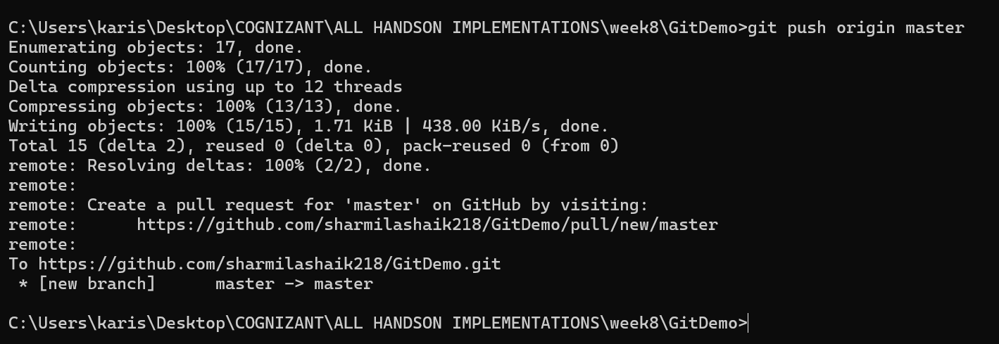 C:\Users\karis\Desktop\COGNIZANT\ALL HANDSON IMPLEMENTATIONS\week8\GitDemo>git push origin master
Enumerating objects: 17, done.
Counting objects: 100% (17/17), done.
Delta compression using up to 12 threads
Compressing objects: 100% (13/13), done.
Writing objects: 100% (15/15), 1.71 KiB | 438.00 KiB/s, done.
Total 15 (delta 2), reused 0 (delta 0), pack-reused 0 (from 0)
remote: Resolving deltas: 100% (2/2), done.
remote:
remote: Create a pull request for 'master' on GitHub by visiting:
remote:      https://github.com/sharmilashaik218/GitDemo/pull/new/master
remote:
To https://github.com/sharmilashaik218/GitDemo.git
 * [new branch]      master -> master
C:\Users\karis\Desktop\COGNIZANT\ALL HANDSON IMPLEMENTATIONS\week8\GitDemo>